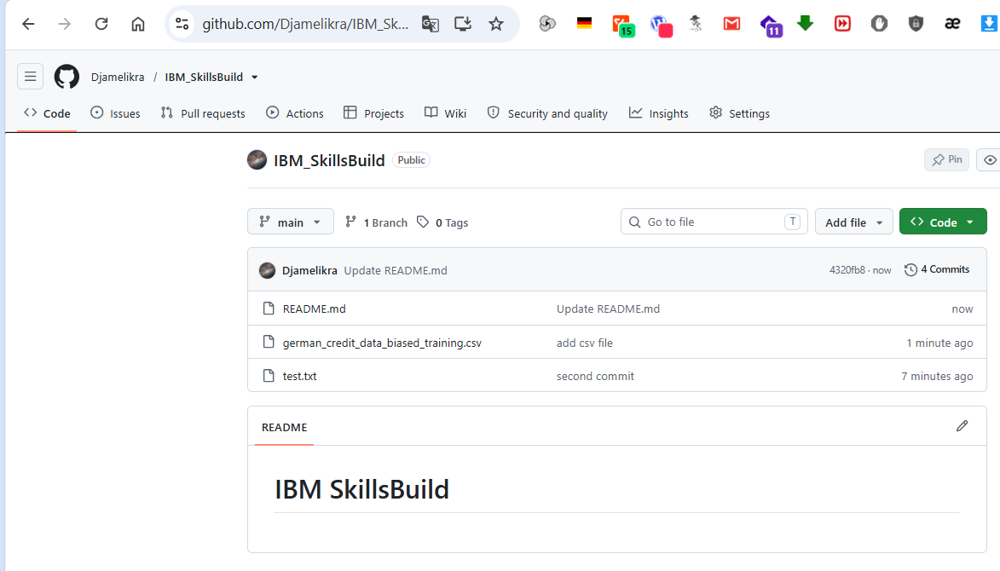 github.com/Djamelikra/IBM_Sk...
15
11
Djamelikra / IBM_SkillsBuild
Code Issues Pull requests Actions Projects Wiki Security and quality Insights Settings
IBM_SkillsBuild Public Pin
main 1 Branch 0 Tags Go to file T Add file Code
Djamelikra Update README.md 4320fb8 · now 4 Commits
README.md Update README.md now
german_credit_data_biased_training.csv add csv file 1 minute ago
test.txt second commit 7 minutes ago
README
IBM SkillsBuild